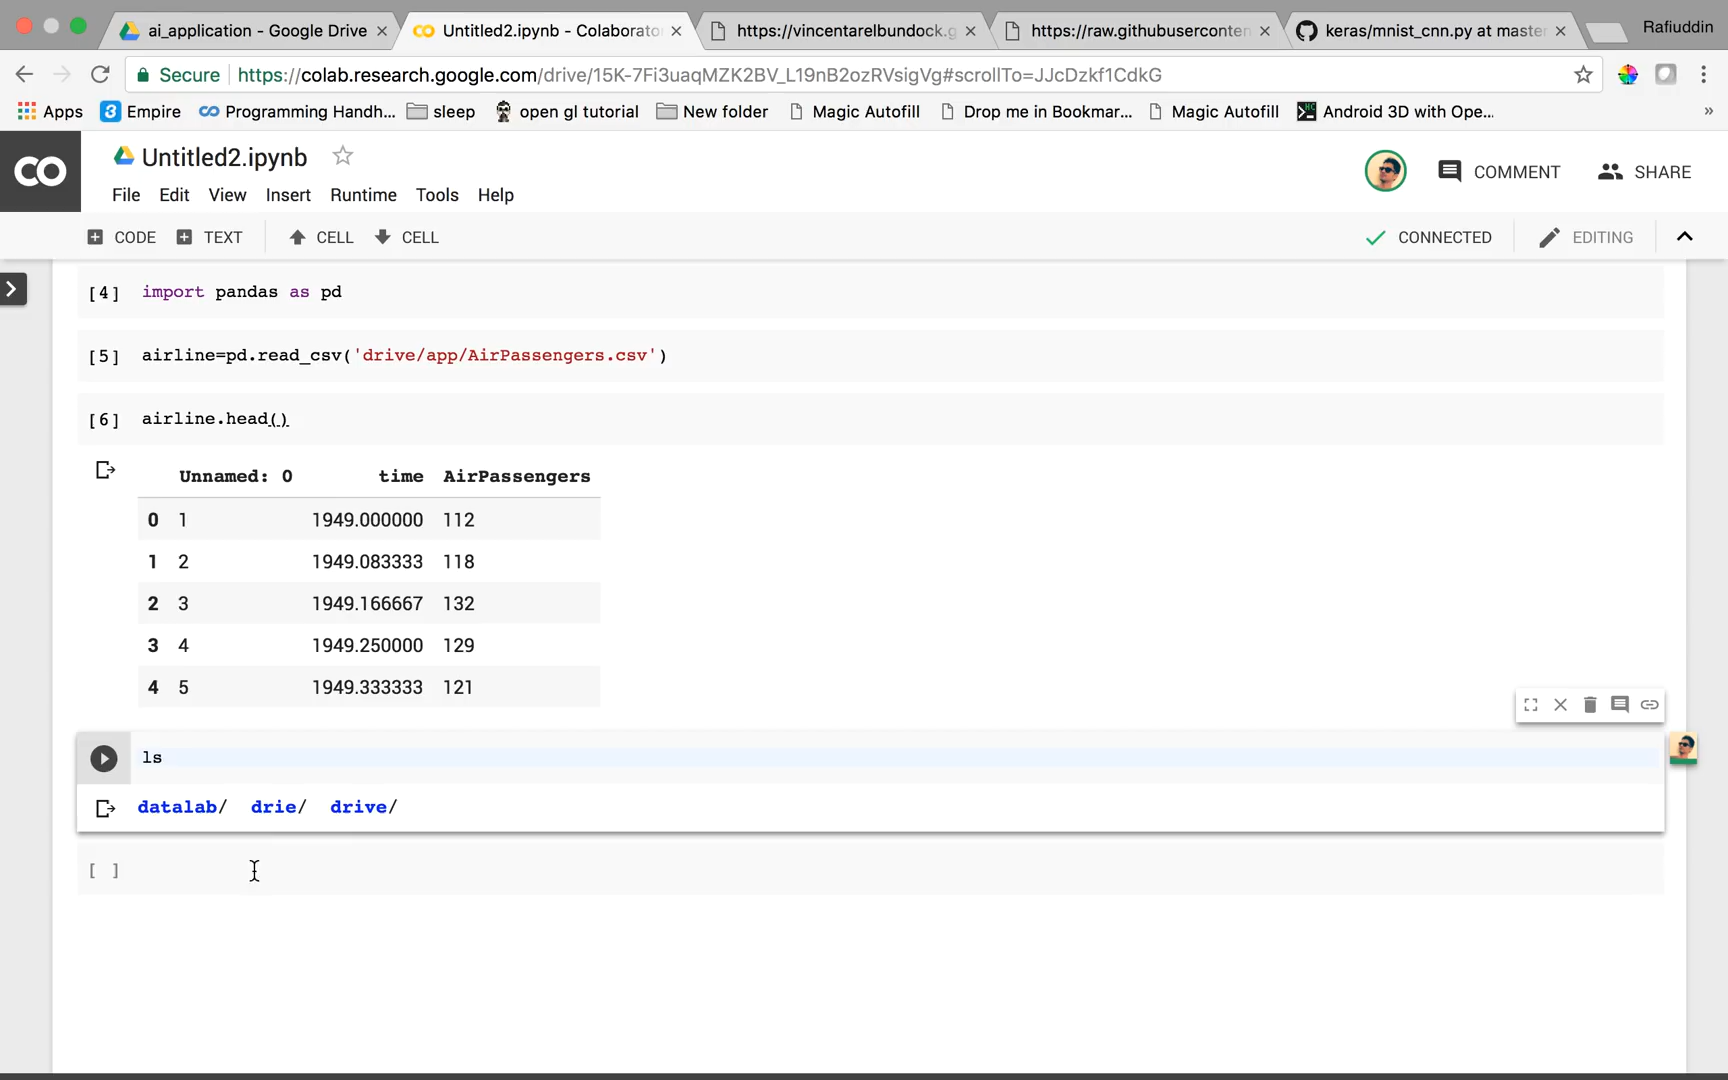 ai_application - Google Drive
Untitled2.ipynb - Colaborato
https://vincentarelbundock.g
https://raw.githubuserconten
keras/mnist_cnn.py at master
Rafiuddin
Secure
https://colab.research.google.com/drive/15K-7Fi3uaqMZK2BV_L19nB2ozRVsigVg#scrollTo=JJcDzkf1CdkG
Apps 3 Empire Programming Handh... sleep open gl tutorial New folder Magic Autofill Drop me in Bookmar... Magic Autofill Android 3D with Ope... »
CO
Untitled2.ipynb
COMMENT SHARE
File Edit View Insert Runtime Tools Help
CODE TEXT CELL CELL
CONNECTED EDITING
[4] import pandas as pd
[5] airline=pd.read_csv('drive/app/AirPassengers.csv')
[6] airline.head()
Unnamed: 0 time AirPassengers
0 1 1949.000000 112
1 2 1949.083333 118
2 3 1949.166667 132
3 4 1949.250000 129
4 5 1949.333333 121
ls
datalab/ drie/ drive/
[ ]